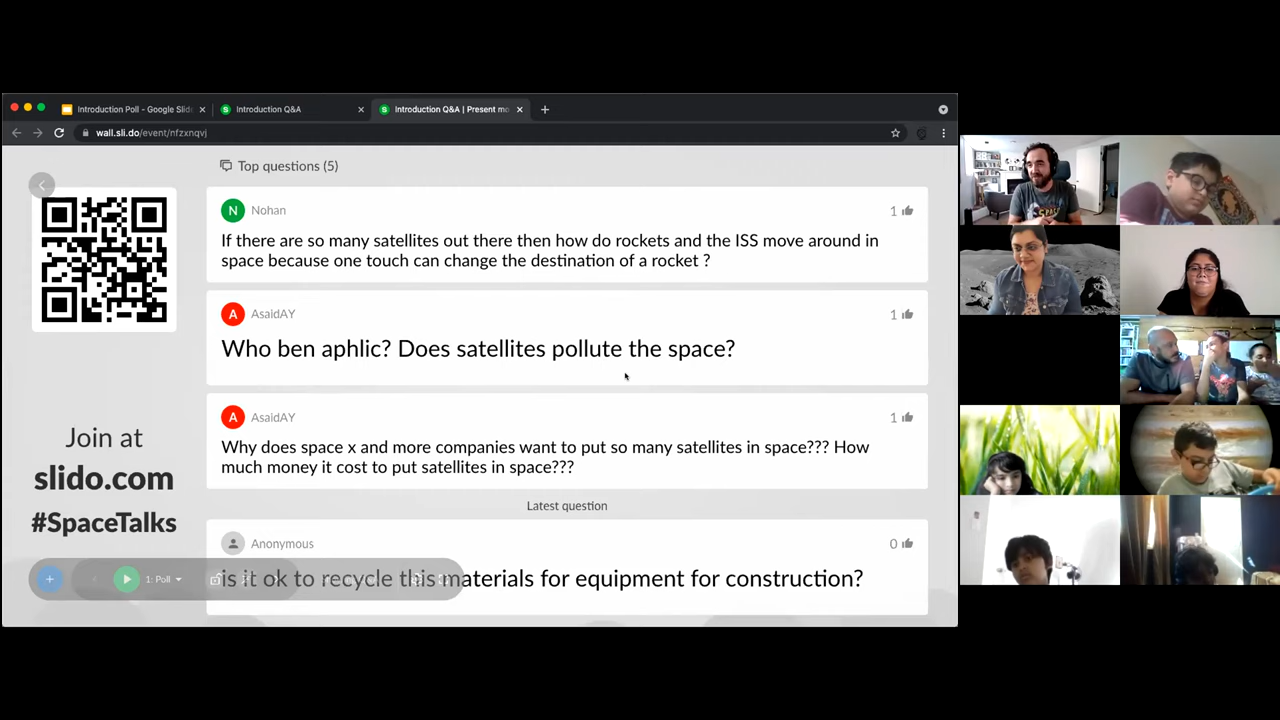 Introduction Poll - Google Slid
Introduction Q&A
Introduction Q&A | Present mo
wall.sli.do/event/nfzxnqvj
Top questions (5)
N Nohan 1
If there are so many satellites out there then how do rockets and the ISS move around in
space because one touch can change the destination of a rocket ?
A AsaidAY 1
Who ben aphlic? Does satellites pollute the space?
A AsaidAY 1
Why does space x and more companies want to put so many satellites in space??? How
much money it cost to put satellites in space???
Latest question
Anonymous 0
is it ok to recycle this materials for equipment for construction?
Join at
slido.com
#SpaceTalks
1: Poll
SPACE